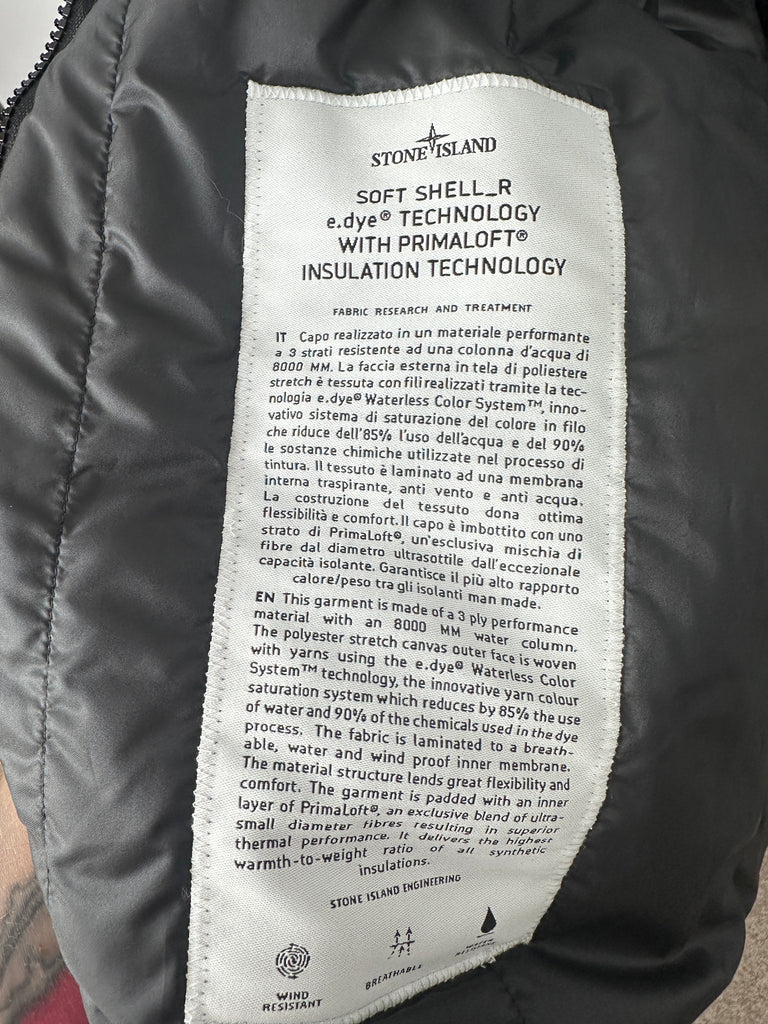 STONE ISLAND
SOFT SHELL_R
e.dye® TECHNOLOGY
WITH PRIMALOFT®
INSULATION TECHNOLOGY
FABRIC RESEARCH AND TREATMENT
IT Capo realizzato in un materiale performante
a 3 strati resistente ad una colonna d'acqua di
8000 MM. La faccia esterna in tela di poliestere
stretch è tessuta con fili realizzati tramite la tec-
nologia e.dye® Waterless Color System™, inno-
vativo sistema di saturazione del colore in filo
che riduce dell'85% l'uso dell'acqua e del 90%
le sostanze chimiche utilizzate nel processo di
tintura. Il tessuto è laminato ad una membrana
interna traspirante, anti vento e anti acqua.
La costruzione del tessuto dona ottima
flessibilità e comfort. Il capo è imbottito con uno
strato di PrimaLoft®, un'esclusiva mischia di
fibre dal diametro ultrasottile dall'eccezionale
capacità isolante. Garantisce il più alto rapporto
calore/peso tra gli isolanti man made.
EN This garment is made of a 3 ply performance
material with an 8000 MM water column.
The polyester stretch canvas outer face is woven
with yarns using the e.dye® Waterless Color
System™ technology, the innovative yarn colour
saturation system which reduces by 85% the use
of water and 90% of the chemicals used in the dye
process. The fabric is laminated to a breath-
able, water and wind proof inner membrane.
The material structure lends great flexibility and
comfort. The garment is padded with an inner
layer of PrimaLoft®, an exclusive blend of ultra-
small diameter fibres resulting in superior
thermal performance. It delivers the highest
warmth-to-weight ratio of all synthetic
insulations.
STONE ISLAND ENGINEERING
WIND
RESISTANT
BREATHABLE